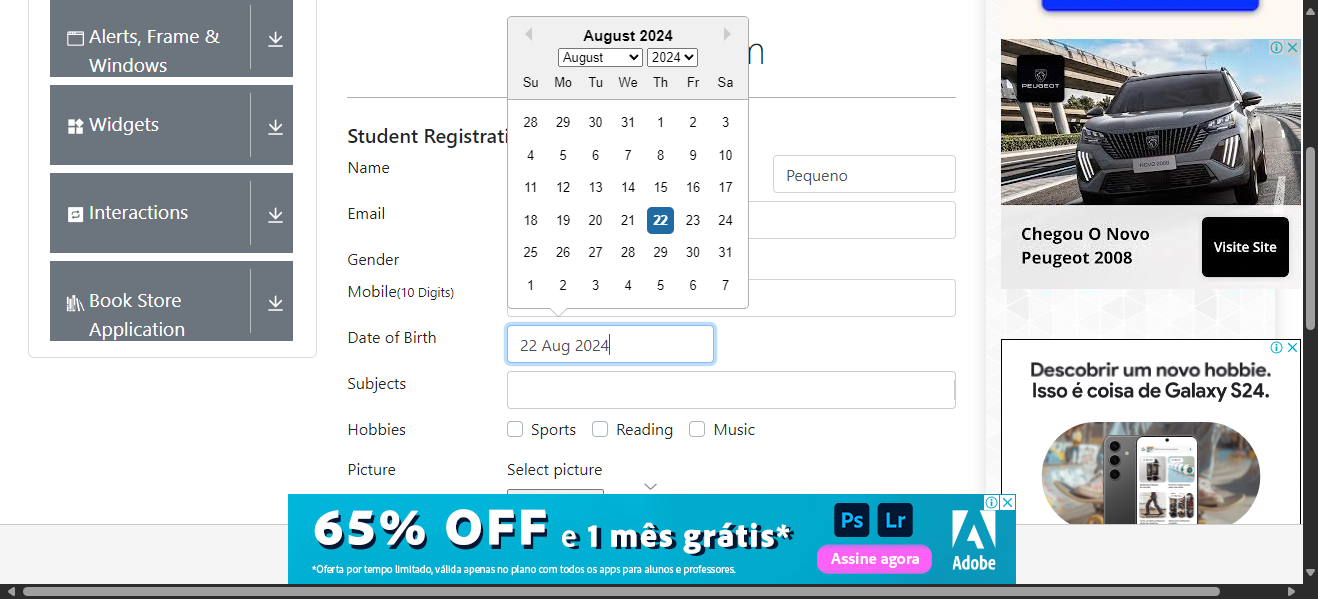 Alerts, Frame &
Windows
Widgets
Interactions
Book Store
Application
m
Student Registrati
Name
Pequeno
Email
Gender
Mobile(10 Digits)
Date of Birth
22 Aug 2024
Subjects
Hobbies
Sports
Reading
Music
Picture
Select picture
August 2024
August
2024
Su Mo Tu We Th Fr Sa
28 29 30 31 1 2 3
4 5 6 7 8 9 10
11 12 13 14 15 16 17
18 19 20 21 22 23 24
25 26 27 28 29 30 31
1 2 3 4 5 6 7
PEUGEOT
NOVO 2008
Chegou O Novo
Peugeot 2008
Visite Site
Descobrir um novo hobbie.
Isso é coisa de Galaxy S24.
65% OFF e 1 mês grátis*
*Oferta por tempo limitado, válida apenas no plano com todos os apps para alunos e professores.
Ps Lr
Assine agora
Adobe